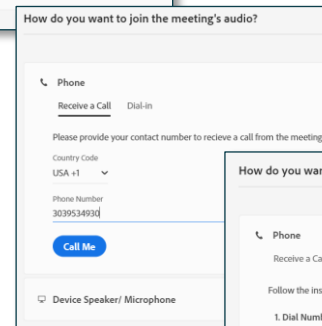 How do you want to join the meeting's audio?
Phone
Receive a Call Dial-in
Please provide your contact number to recieve a call from the meeting
Country Code
USA +1
Phone Number
3039534930
Call Me
Device Speaker/ Microphone
How do you wan
Phone
Receive a Ca
Follow the ins
1. Dial Numb